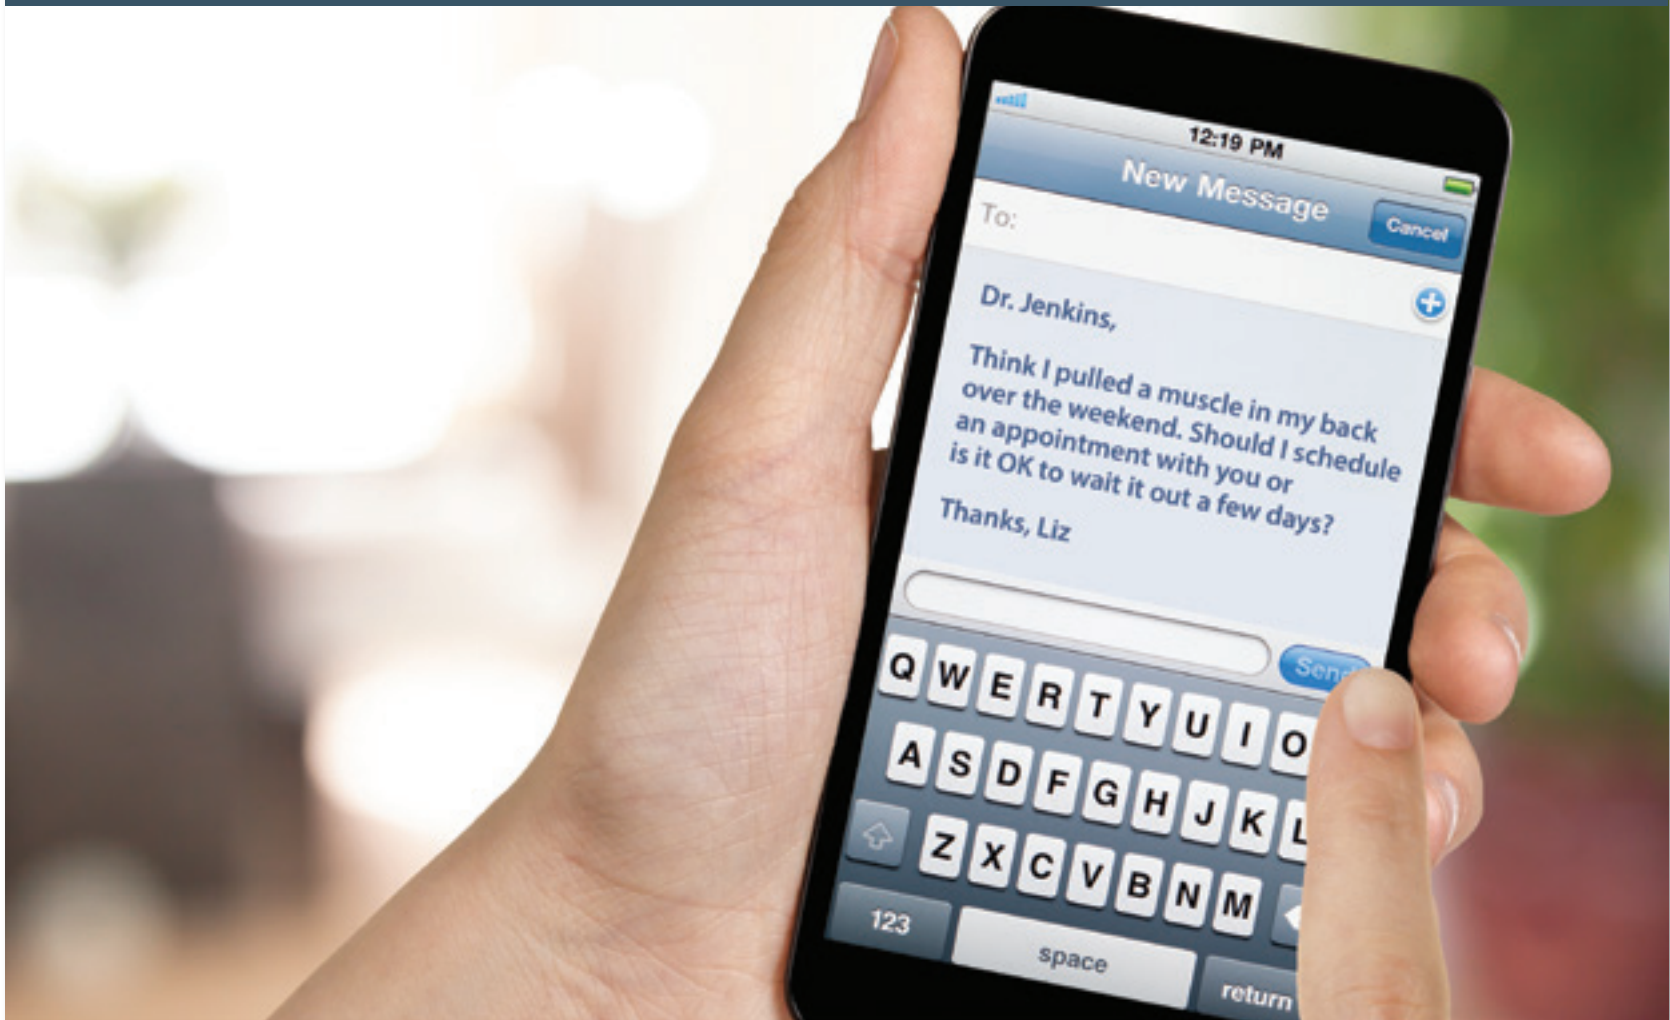 12:19 PM
New Message
Cancel
To:
Dr. Jenkins,
Think I pulled a muscle in my back
over the weekend. Should I schedule
an appointment with you or
is it OK to wait it out a few days?
Thanks, Liz
Send
Q W E R T Y U I O
A S D F G H J K L
Z X C V B N M
123 space return